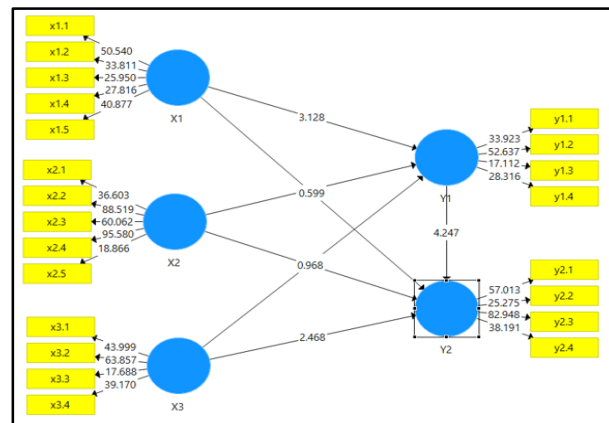 x1.1
x1.2
x1.3
x1.4
x1.5
50.540
33.811
25.950
27.816
40.877
X1
x2.1
x2.2
x2.3
x2.4
x2.5
36.603
88.519
60.062
95.580
18.866
X2
x3.1
x3.2
x3.3
x3.4
43.999
63.857
17.688
39.170
X3
3.128
0.599
0.968
2.468
4.247
Y1
33.923
52.637
17.112
28.316
y1.1
y1.2
y1.3
y1.4
Y2
57.013
25.275
82.948
38.191
y2.1
y2.2
y2.3
y2.4